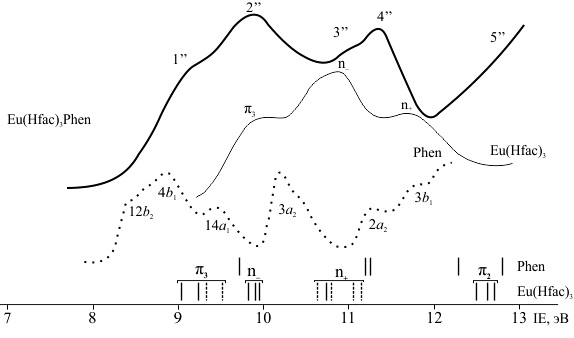 2”
4”
3”
5”
1”
n₋
π₃
n₊
Eu(Hfac)₃Phen
Phen
Eu(Hfac)₃
4b₁
3b₁
12b₂
14a₁
3a₂
2a₂
Phen
π₃ n₋ n₊ π₂
Eu(Hfac)₃
7 8 9 10 11 12 13 IE, эВ